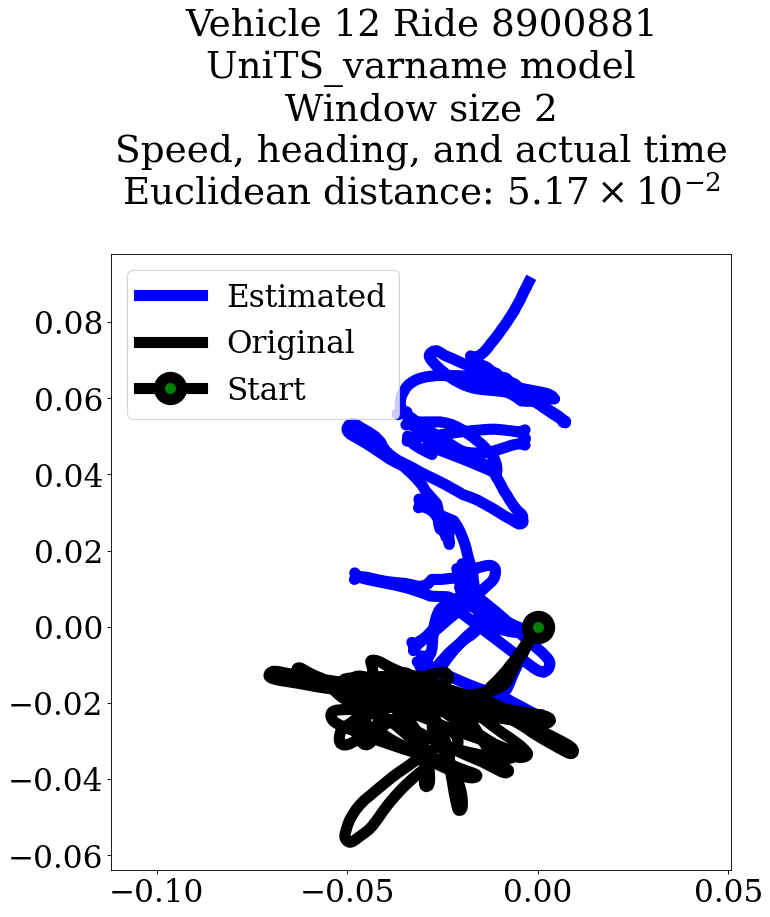 Vehicle 12 Ride 8900881
UniTS_varname model
Window size 2
Speed, heading, and actual time
Euclidean distance: 5.17 × 10⁻²
Estimated
Original
Start
0.08
0.06
0.04
0.02
0.00
−0.02
−0.04
−0.06
−0.10
−0.05
0.00
0.05